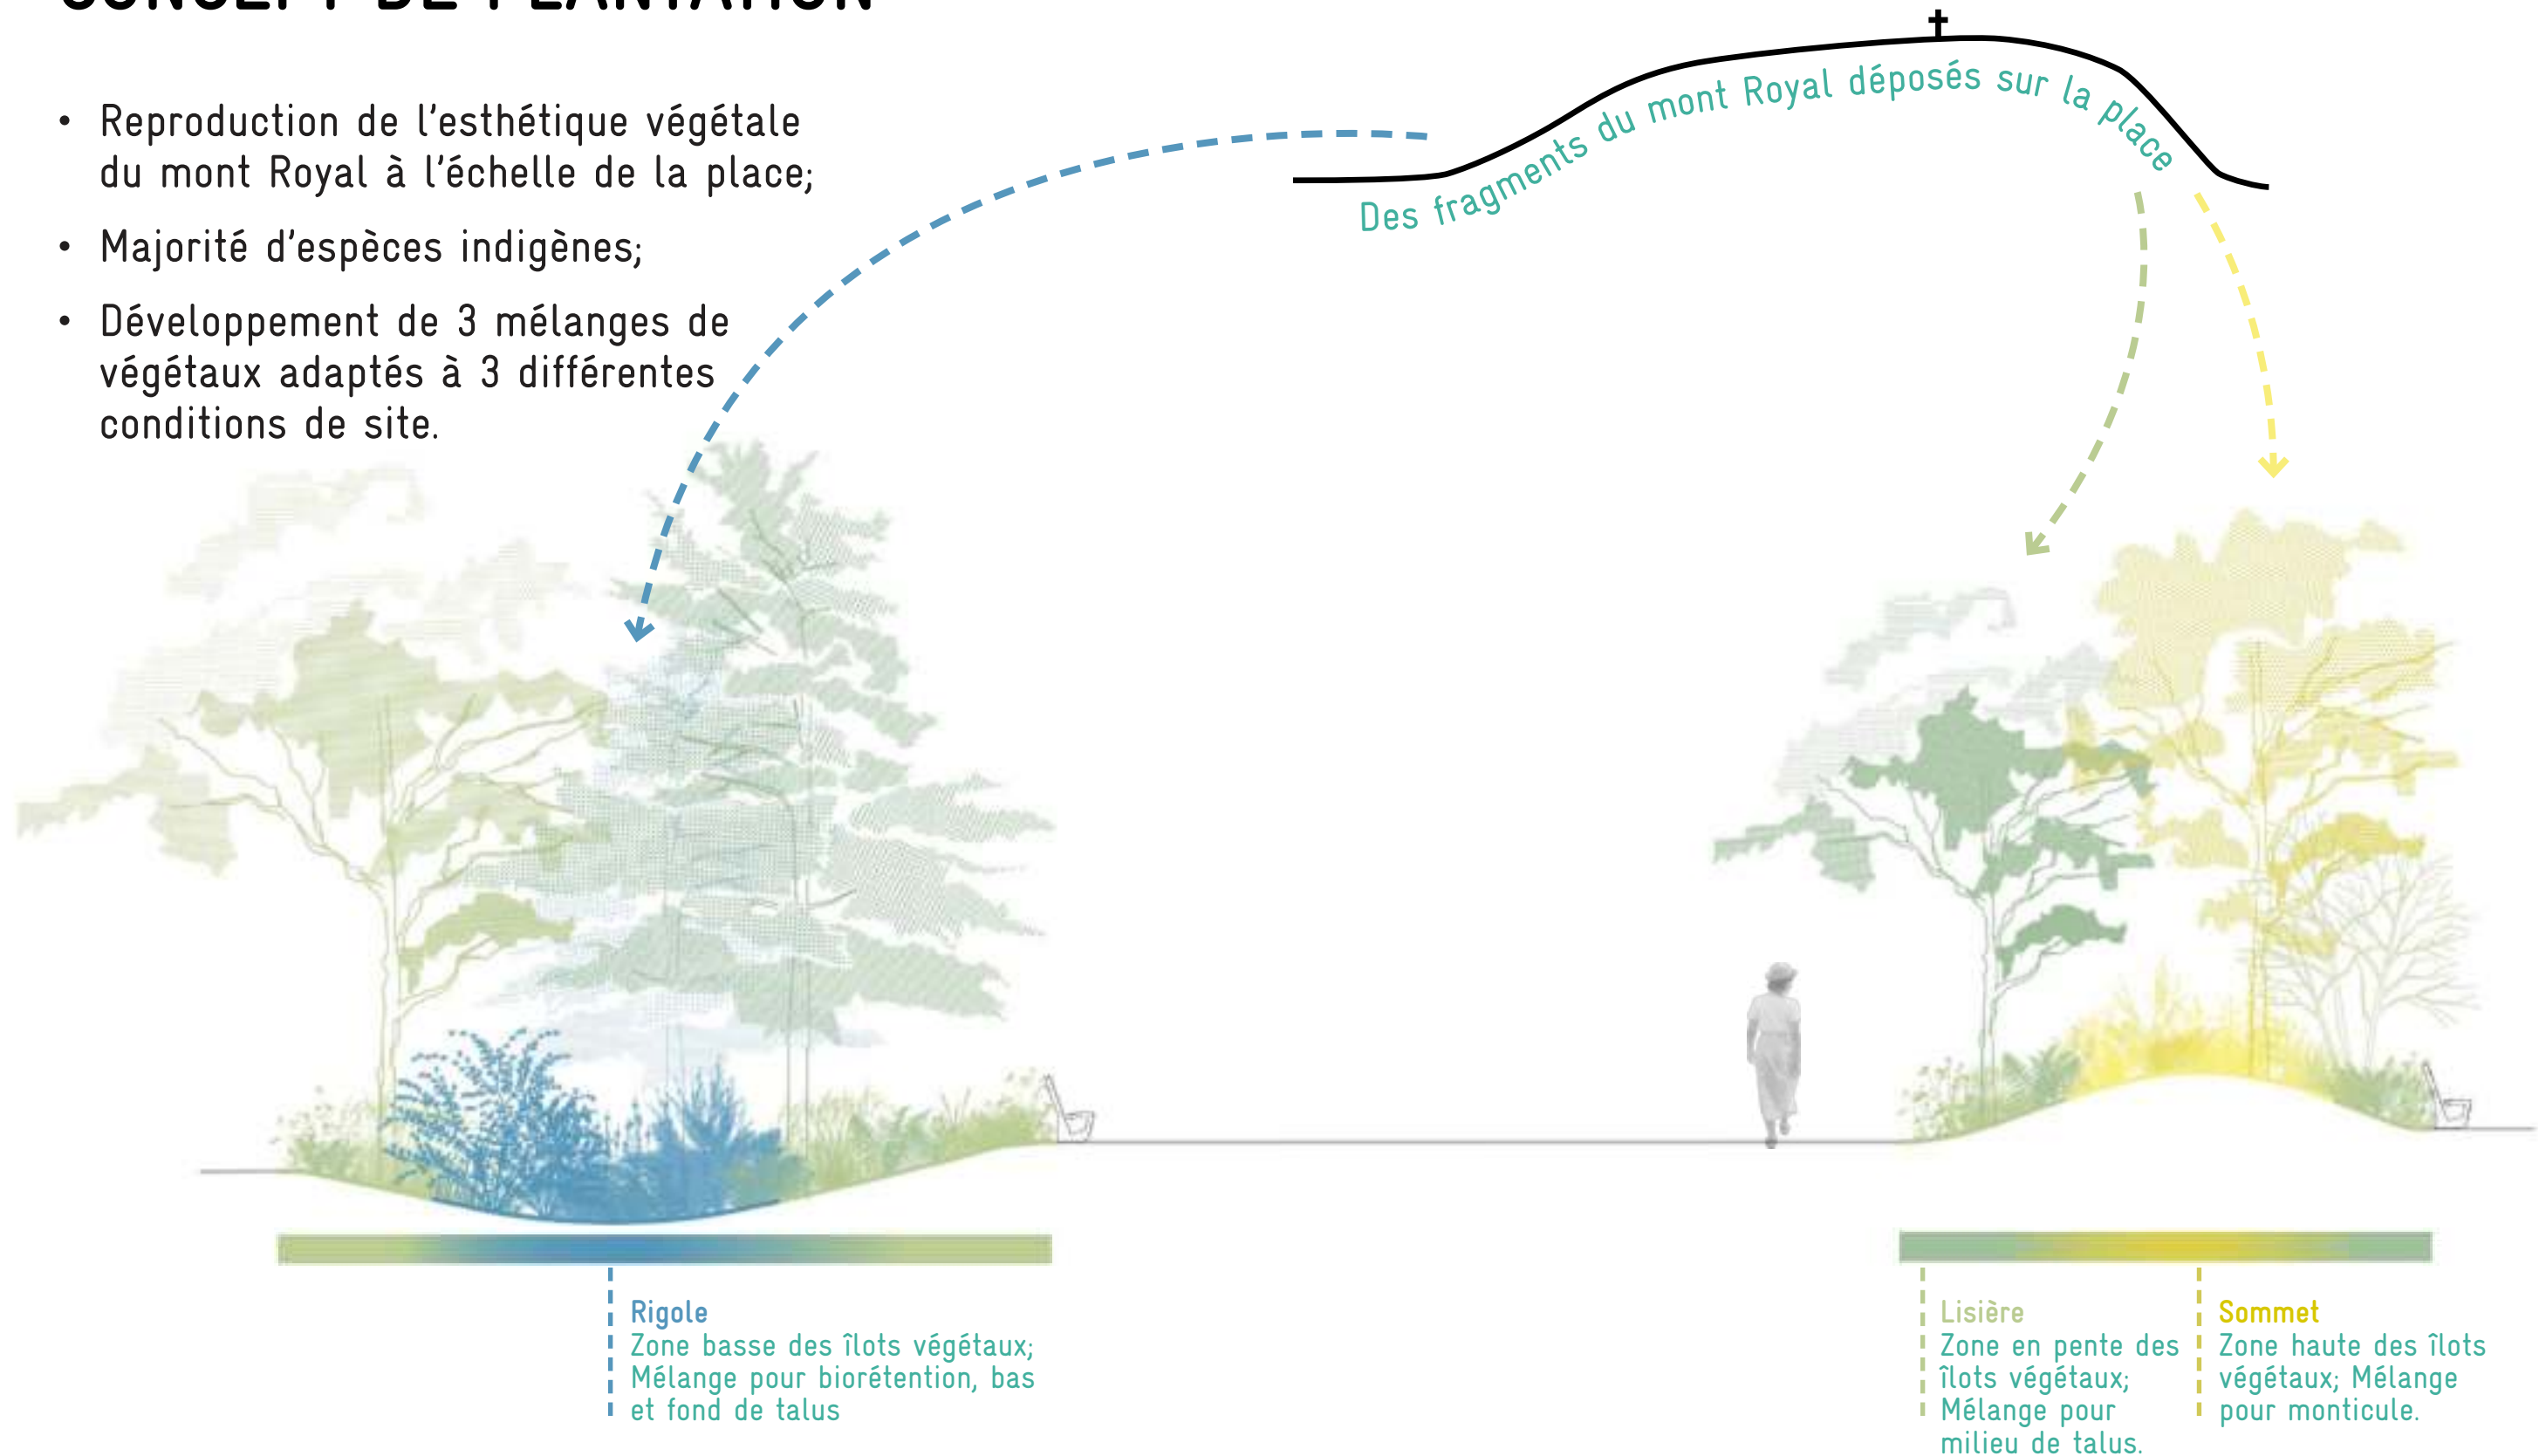 CONCEPT DE PLANTATION
• Reproduction de l'esthétique végétale
du mont Royal à l'échelle de la place;
• Majorité d'espèces indigènes;
• Développement de 3 mélanges de
végétaux adaptés à 3 différentes
conditions de site.
Des fragments du mont Royal déposés sur la place
Rigole
Zone basse des îlots végétaux;
Mélange pour biorétention, bas
et fond de talus
Lisière
Zone en pente des
îlots végétaux;
Mélange pour
milieu de talus.
Sommet
Zone haute des îlots
végétaux; Mélange
pour monticule.